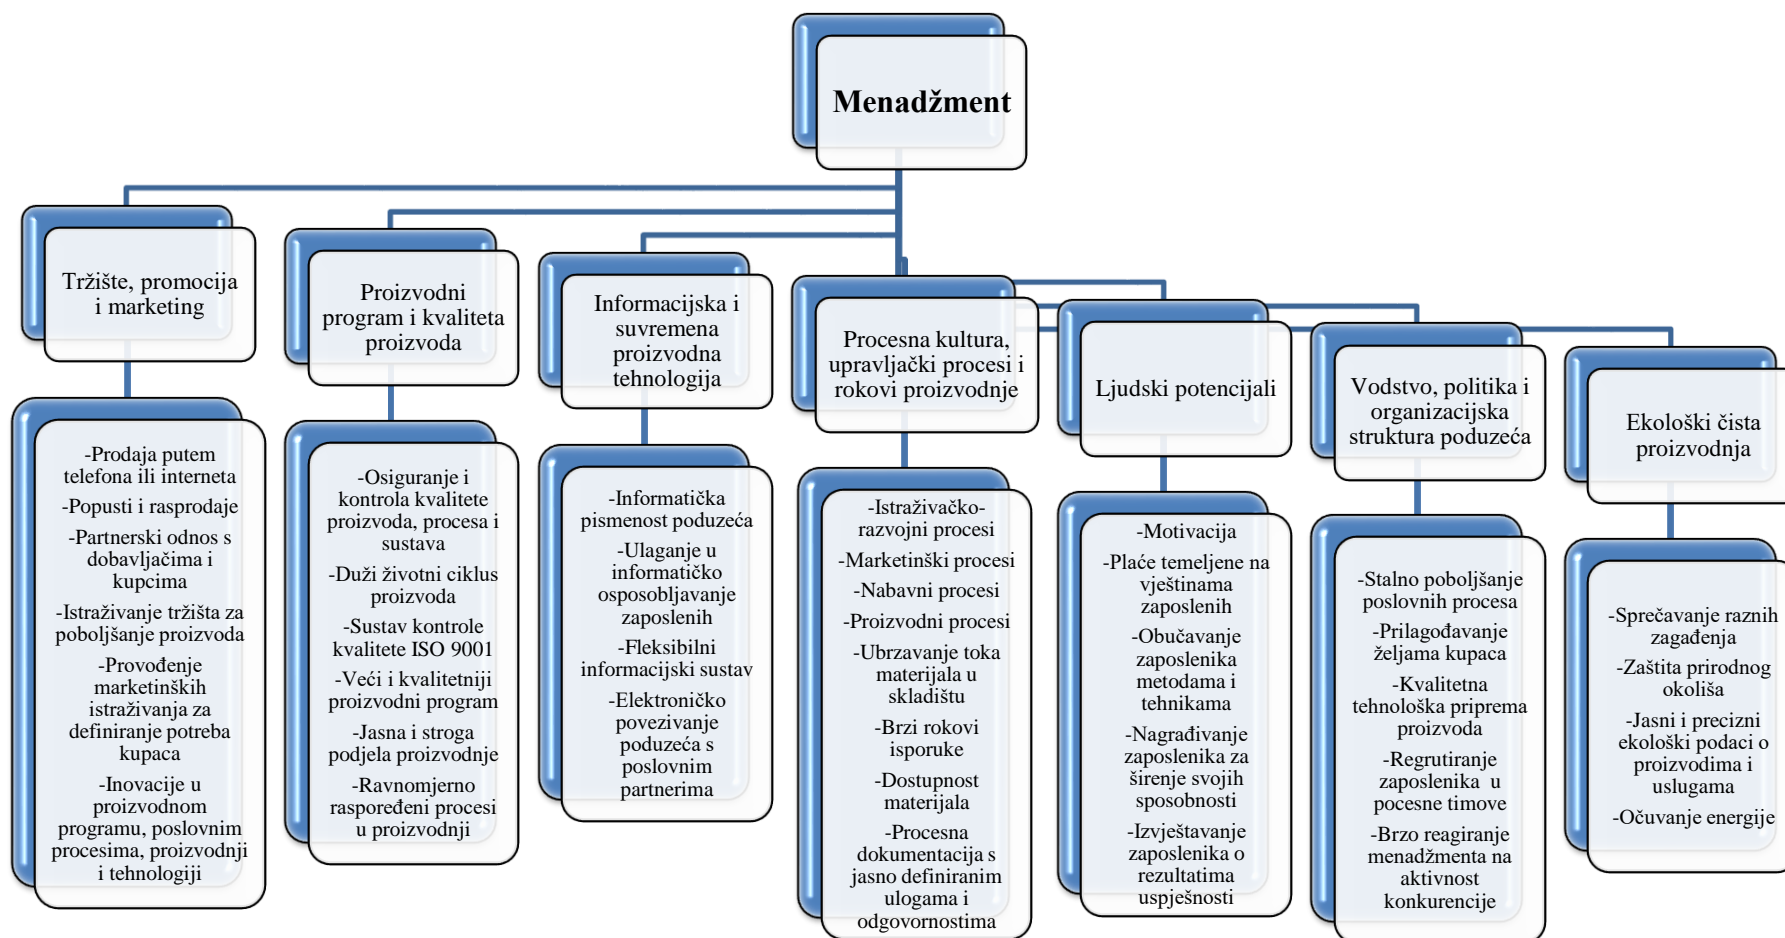 Menadžment
Tržište, promocija
i marketing
Proizvodni
program i kvaliteta
proizvoda
Informacijska i
suvremena
proizvodna
tehnologija
Procesna kultura,
upravljački procesi i
rokovi proizvodnje
Ljudski potencijali
Vodstvo, politika i
organizacijska
struktura poduzeća
Ekološki čista
proizvodnja
-Prodaja putem
telefona ili interneta
-Popusti i rasprodaje
-Partnerski odnos s
dobavljačima i
kupcima
-Istraživanje tržišta za
poboljšanje proizvoda
-Provođenje
marketinških
istraživanja za
definiranje potreba
kupaca
-Inovacije u
proizvodnom
programu, poslovnim
procesima, proizvodnji
i tehnologiji
-Osiguranje i
kontrola kvalitete
proizvoda, procesa i
sustava
-Duži životni ciklus
proizvoda
-Sustav kontrole
kvalitete ISO 9001
-Veći i kvalitetniji
proizvodni program
-Jasna i stroga
podjela proizvodnje
-Ravnomjerno
raspoređeni procesi
u proizvodnji
-Informatička
pismenost poduzeća
-Ulaganje u
informatičko
osposobljavanje
zaposlenih
-Fleksibilni
informacijski sustav
-Elektroničko
povezivanje
poduzeća s
poslovnim
partnerima
-Istraživačko-
razvojni procesi
-Marketinški procesi
-Nabavni procesi
-Proizvodni procesi
-Ubrzavanje toka
materijala u
skladištu
-Brzi rokovi
isporuke
-Dostupnost
materijala
-Procesna
dokumentacija s
jasno definiranim
ulogama i
odgovornostima
-Motivacija
-Plaće temeljene na
vještinama
zaposlenih
-Obučavanje
zaposlenika
metodama i
tehnikama
-Nagrađivanje
zaposlenika za
širenje svojih
sposobnosti
-Izvještavanje
zaposlenika o
rezultatima
uspješnosti
-Stalno poboljšanje
poslovnih procesa
-Prilagođavanje
željama kupaca
-Kvalitetna
tehnološka priprema
proizvoda
-Regrutiranje
zaposlenika u
pocesne timove
-Brzo reagiranje
menadžmenta na
aktivnost
konkurencije
-Sprečavanje raznih
zagađenja
-Zaštita prirodnog
okoliša
-Jasni i precizni
ekološki podaci o
proizvodima i
uslugama
-Očuvanje energije